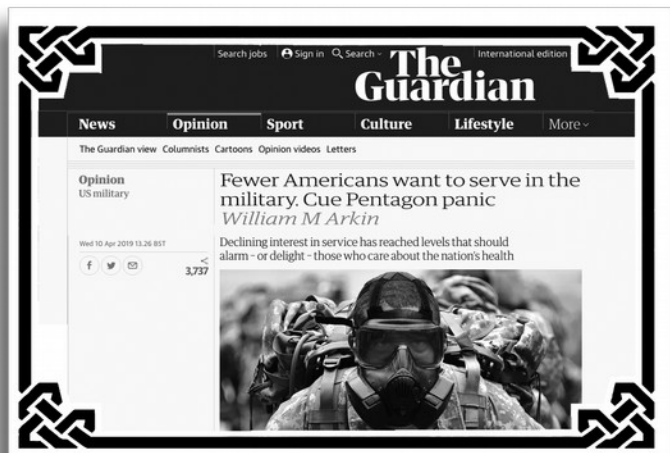 Search jobs Sign in Search International edition
The
Guardian
News Opinion Sport Culture Lifestyle More
The Guardian view Columnists Cartoons Opinion videos Letters
Opinion
US military
Fewer Americans want to serve in the
military. Cue Pentagon panic
William M Arkin
Wed 10 Apr 2019 13.26 BST
3,737
Declining interest in service has reached levels that should
alarm – or delight – those who care about the nation's health